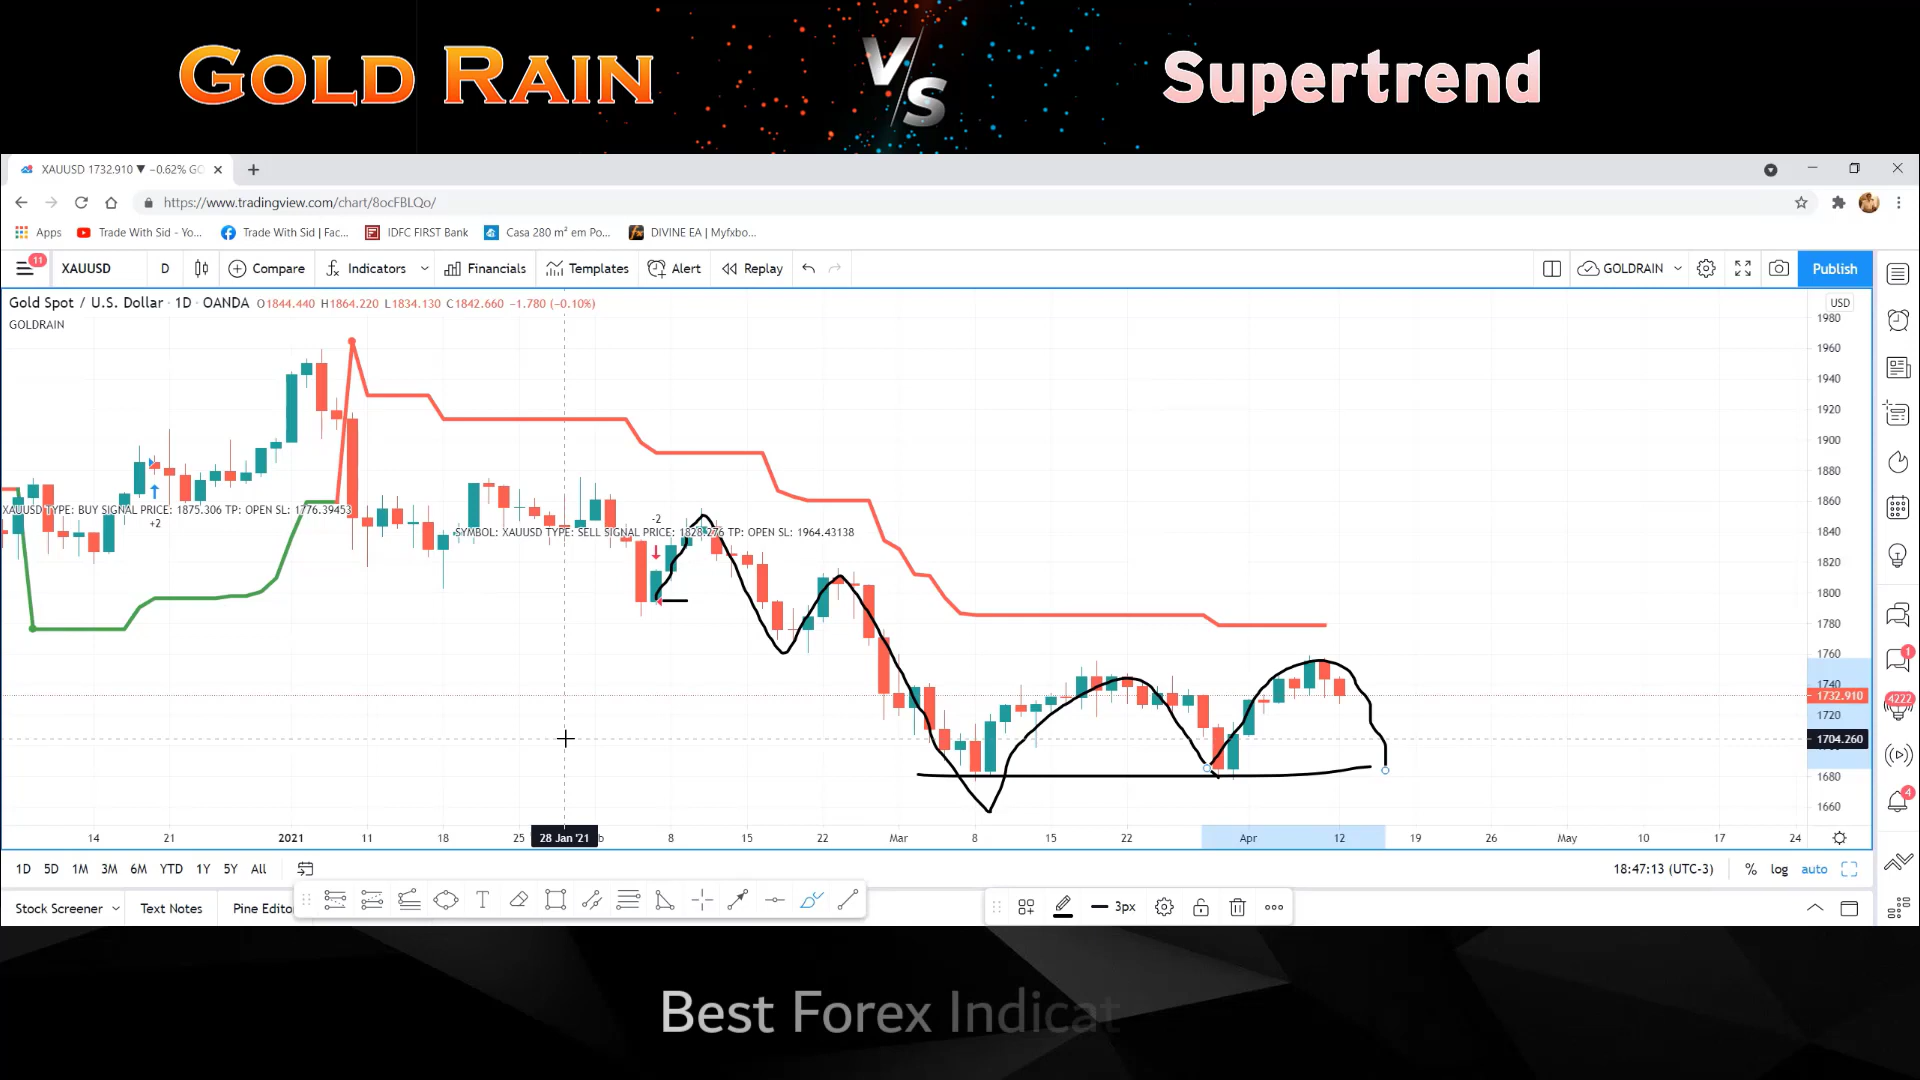 GOLD RAIN
VS
Supertrend
XAUUSD 1732.910 ▼ −0.62% GO
https://www.tradingview.com/chart/8ocFBLQo/
Apps Trade With Sid - Yo... Trade With Sid | Fac... IDFC FIRST Bank Casa 280 m² em Po... DIVINE EA | Myfxbo...
11 XAUUSD D Compare Indicators Financials Templates Alert Replay GOLDRAIN Publish
Gold Spot / U.S. Dollar · 1D · OANDA O1844.440 H1864.220 L1834.130 C1842.660 −1.780 (−0.10%)
GOLDRAIN
USD
1980
1960
1940
1920
1900
1880
1860
1840
1820
1800
1780
1760
1740
1732.910
1720
1704.260
1680
1660
XAUUSD TYPE: BUY SIGNAL PRICE: 1875.306 TP: OPEN SL: 1776.39453
+2
-2
SYMBOL: XAUUSD TYPE: SELL SIGNAL PRICE: 1828.276 TP: OPEN SL: 1964.43138
14 21 2021 11 18 25 28 Jan '21 b 8 15 22 Mar 8 15 22 Apr 12 19 26 May 10 17 24
1D 5D 1M 3M 6M YTD 1Y 5Y All 18:47:13 (UTC-3) % log auto
Stock Screener Text Notes Pine Edito 3px
1
4222
4
Best Forex Indicat